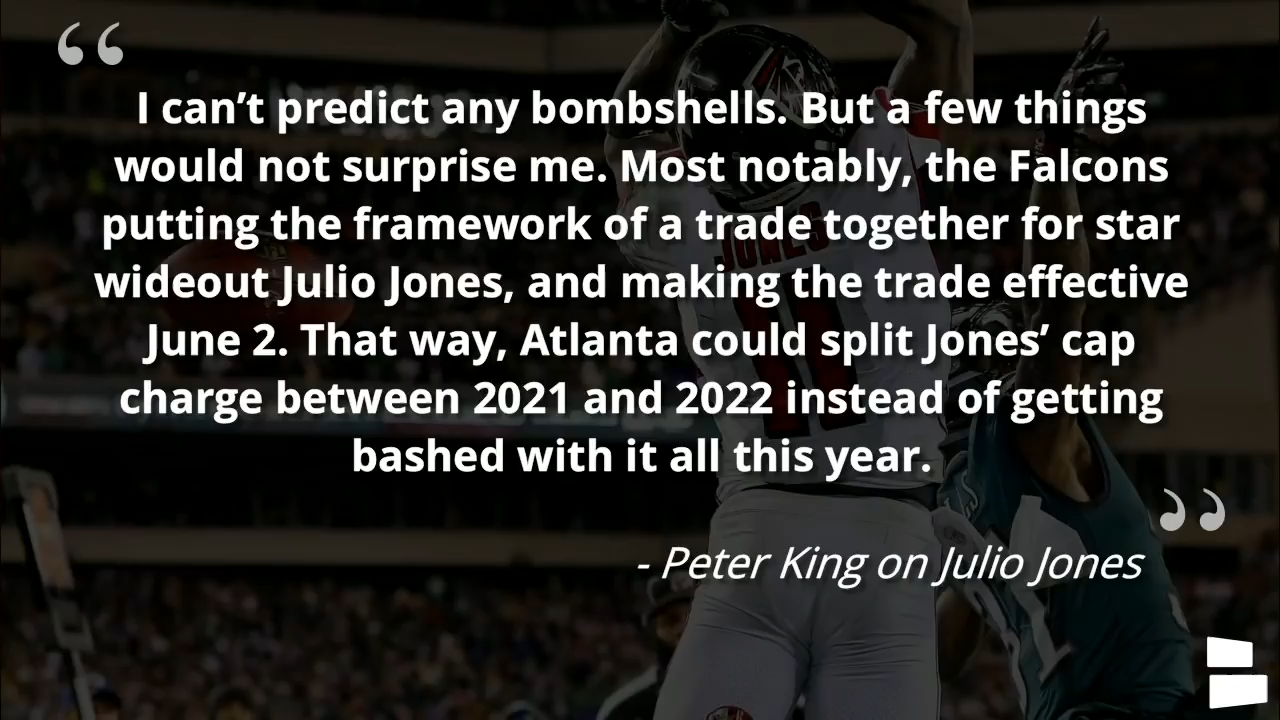 “
I can’t predict any bombshells. But a few things
would not surprise me. Most notably, the Falcons
putting the framework of a trade together for star
wideout Julio Jones, and making the trade effective
June 2. That way, Atlanta could split Jones’ cap
charge between 2021 and 2022 instead of getting
bashed with it all this year.
”
- Peter King on Julio Jones
JONES
11